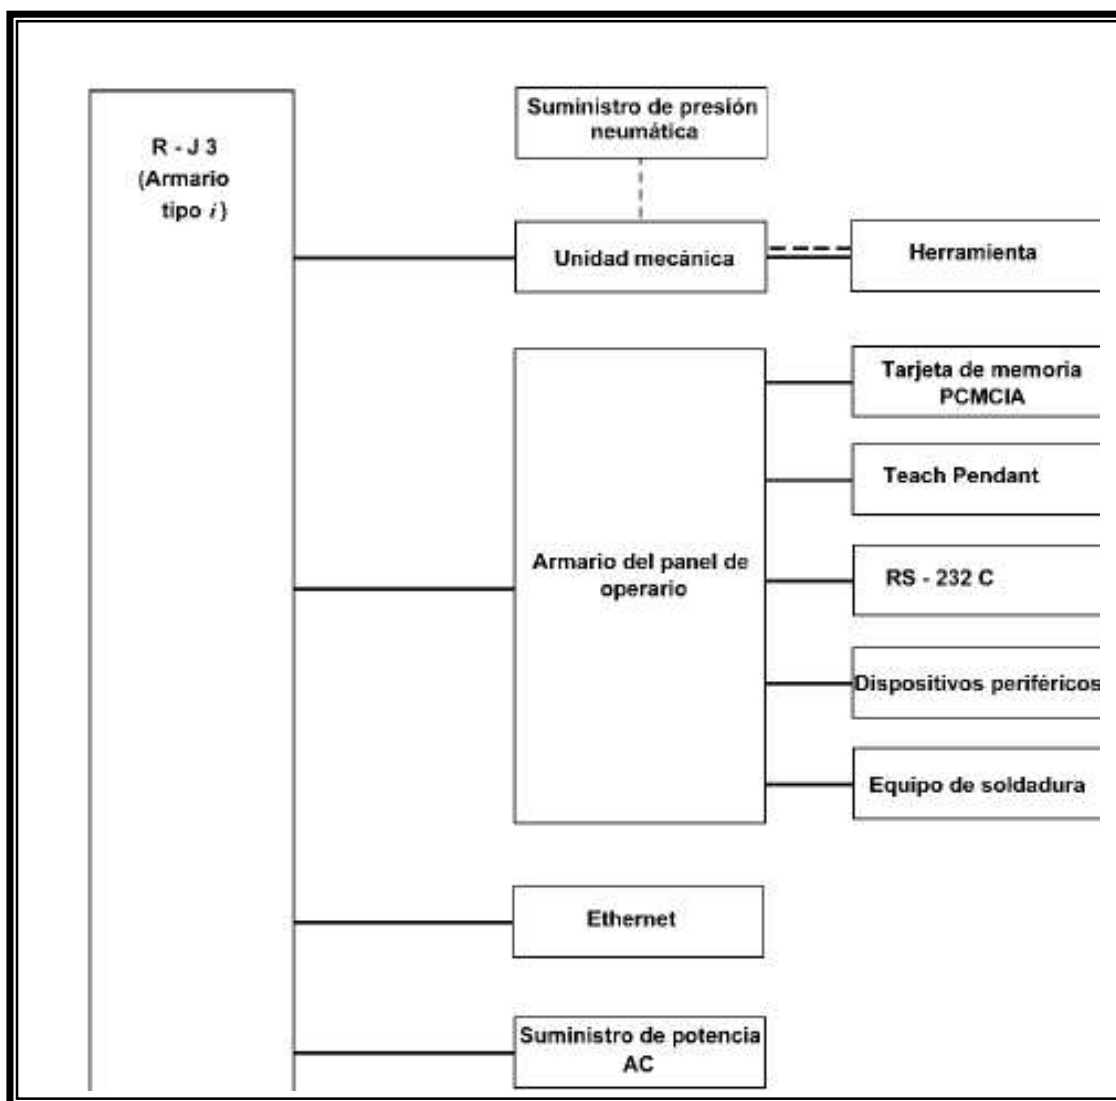 R - J 3
(Armario
tipo i)
Suministro de presión
neumática
Unidad mecánica
Herramienta
Armario del panel de
operario
Tarjeta de memoria
PCMCIA
Teach Pendant
RS - 232 C
Dispositivos periféricos
Equipo de soldadura
Ethernet
Suministro de potencia
AC